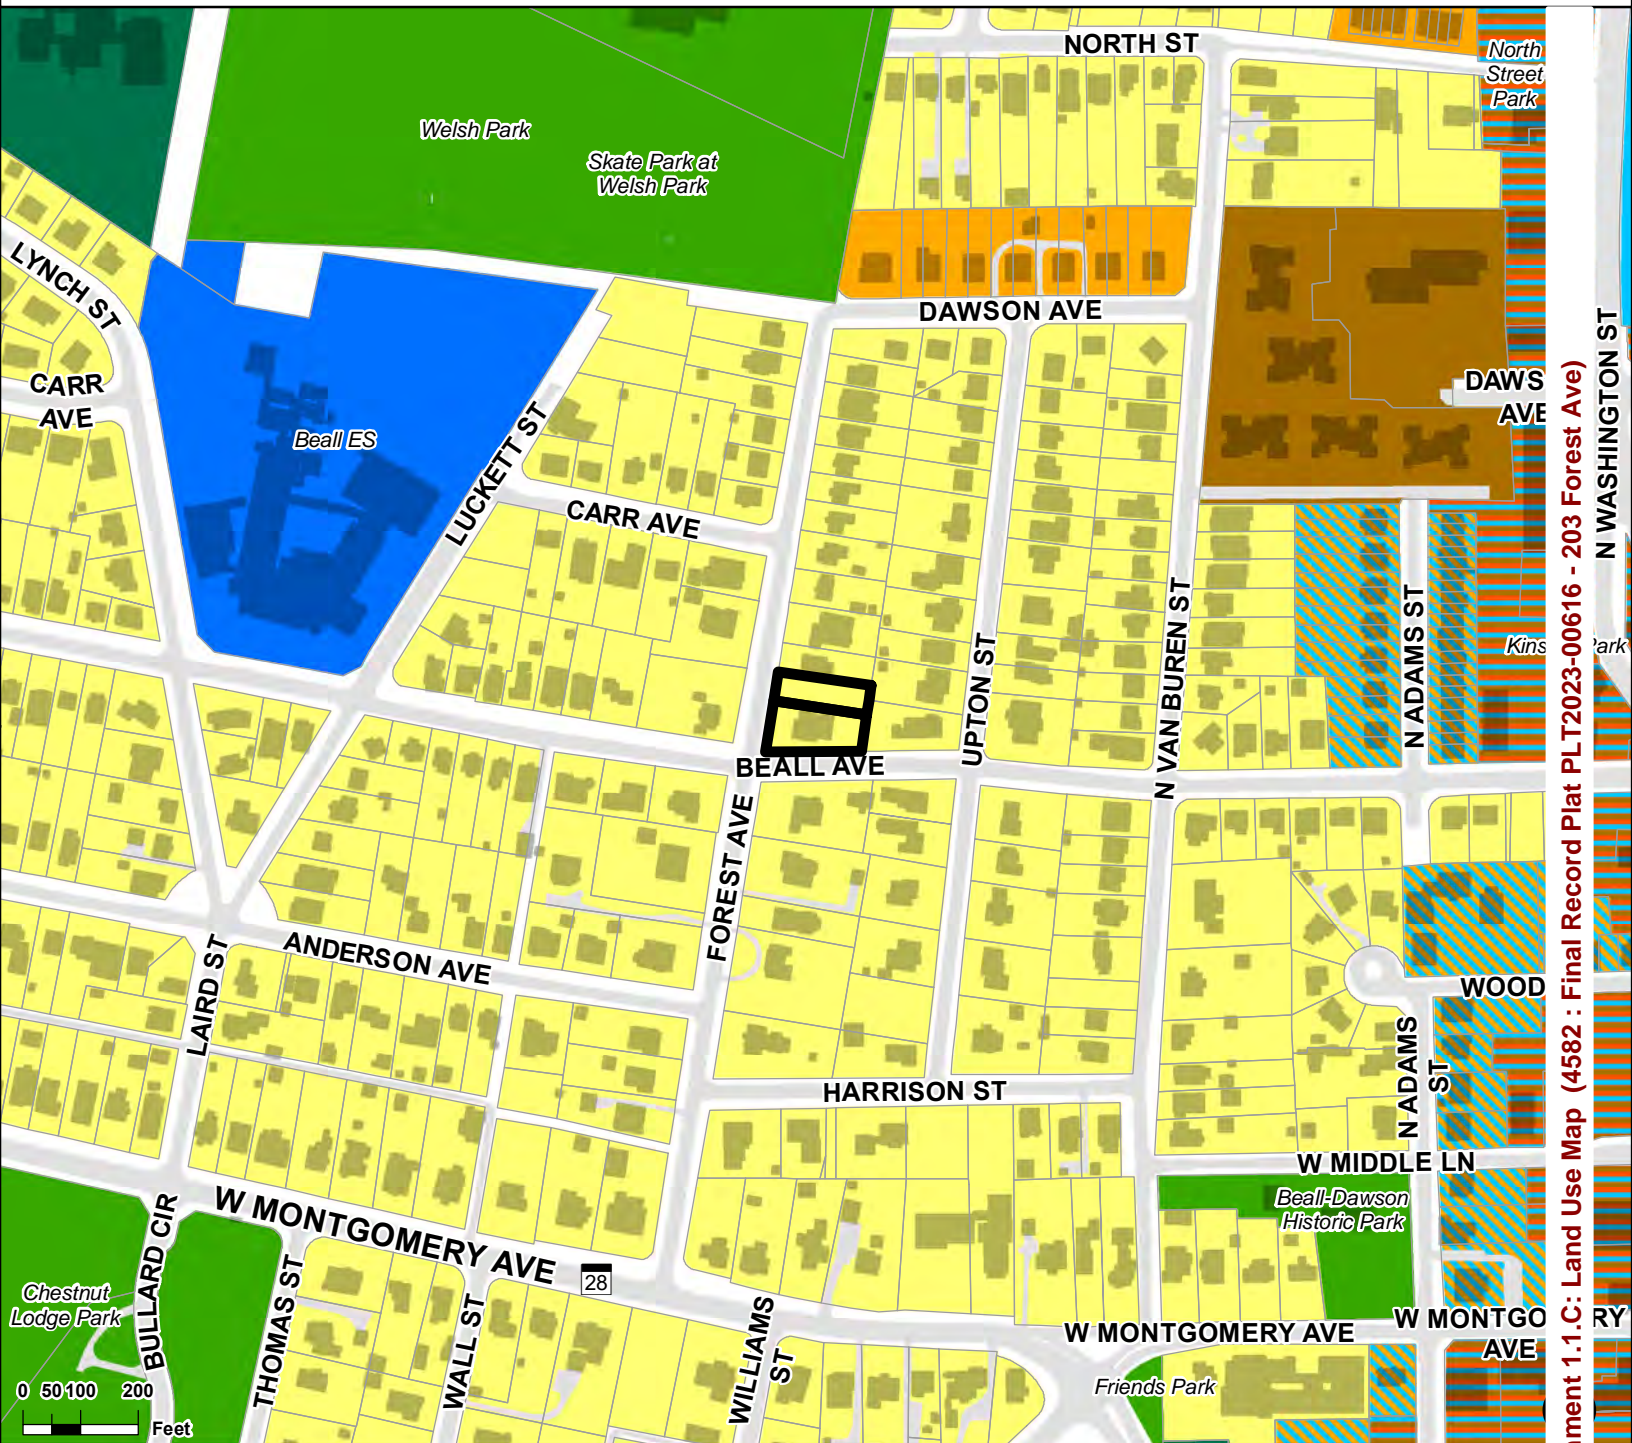 NORTH ST
North
Street
Park
Welsh Park
Skate Park at
Welsh Park
LYNCH ST
DAWSON AVE
N WASHINGTON ST
CARR
AVE
DAWS
AVE
Beall ES
LUCKETT ST
CARR AVE
N ADAMS ST
N VAN BUREN ST
UPTON ST
Kins
Park
BEALL AVE
FOREST AVE
ANDERSON AVE
LAIRD ST
WOOD
N ADAMS
ST
HARRISON ST
W MIDDLE LN
Beall-Dawson
Historic Park
W MONTGOMERY AVE
28
BULLARD CIR
Chestnut
Lodge Park
THOMAS ST
WALL ST
WILLIAMS
ST
W MONTGOMERY AVE
W MONTGOMERY
AVE
Friends Park
0 50 100 200
Feet
ment 1.1.C: Land Use Map (4582 : Final Record Plat PLT2023-00616 - 203 Forest Ave)